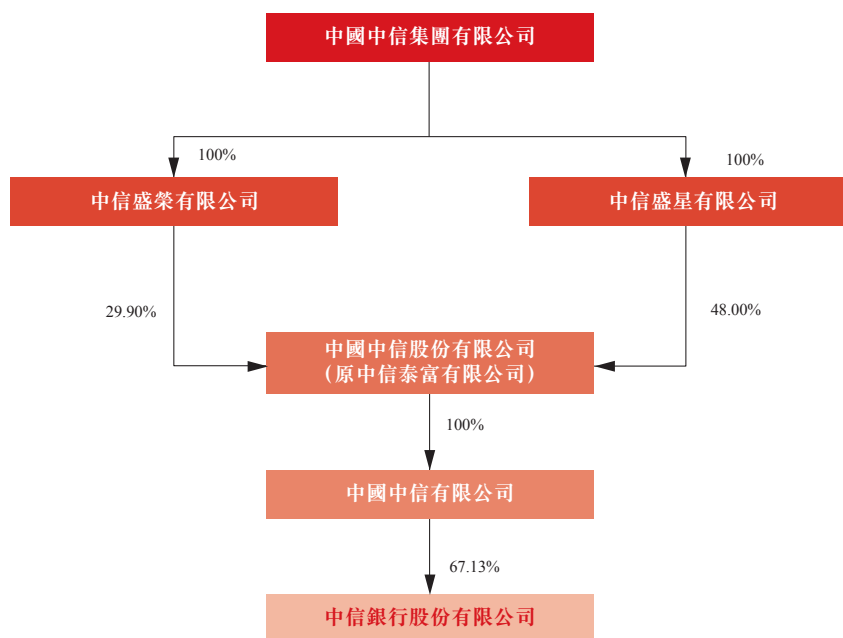 中國中信集團有限公司
100%
100%
中信盛榮有限公司
中信盛星有限公司
29.90%
48.00%
中國中信股份有限公司
(原中信泰富有限公司)
100%
中國中信有限公司
67.13%
中信銀行股份有限公司